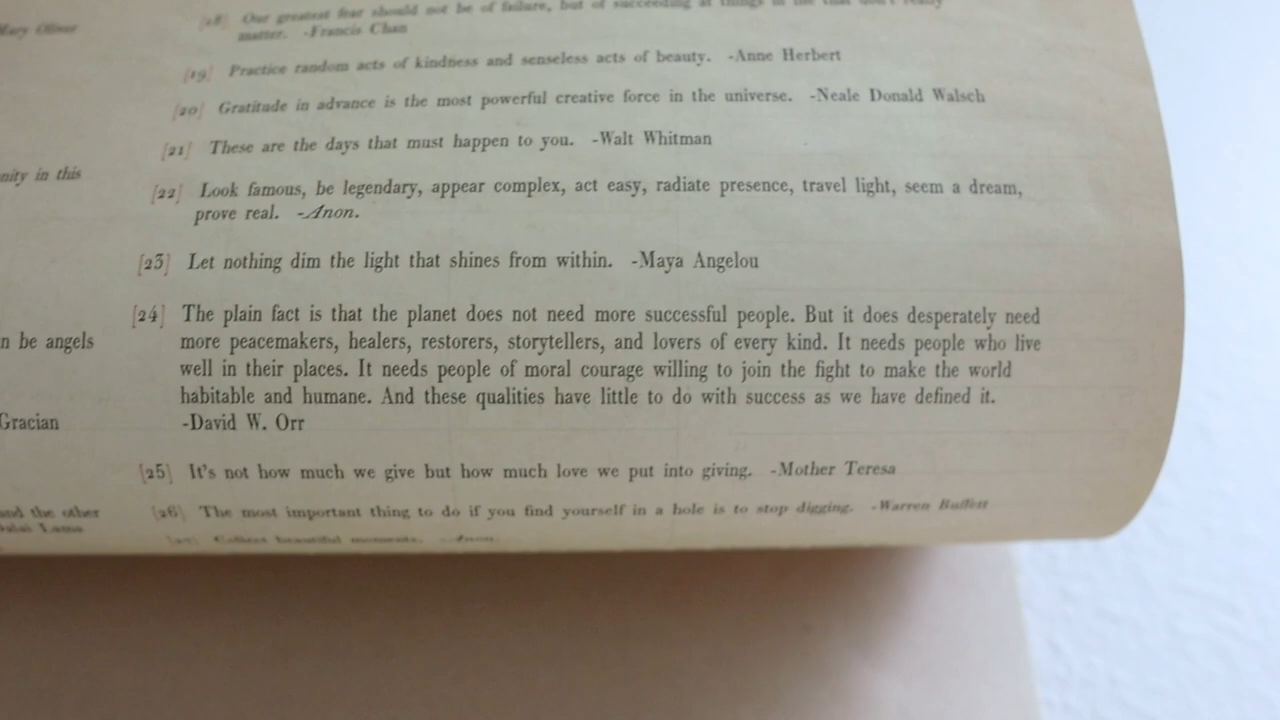 Mary Oliver
[18] Our greatest fear should not be of failure, but of succeeding at things in life that don't really
matter. -Francis Chan
[19] Practice random acts of kindness and senseless acts of beauty. -Anne Herbert
[20] Gratitude in advance is the most powerful creative force in the universe. -Neale Donald Walsch
[21] These are the days that must happen to you. -Walt Whitman
nity in this
[22] Look famous, be legendary, appear complex, act easy, radiate presence, travel light, seem a dream,
prove real. -Anon.
[23] Let nothing dim the light that shines from within. -Maya Angelou
[24] The plain fact is that the planet does not need more successful people. But it does desperately need
n be angels
more peacemakers, healers, restorers, storytellers, and lovers of every kind. It needs people who live
well in their places. It needs people of moral courage willing to join the fight to make the world
habitable and humane. And these qualities have little to do with success as we have defined it.
Gracian
-David W. Orr
[25] It's not how much we give but how much love we put into giving. -Mother Teresa
and the other
Dalai Lama
[26] The most important thing to do if you find yourself in a hole is to stop digging. -Warren Buffett
[27] Collect beautiful moments. -Anon.